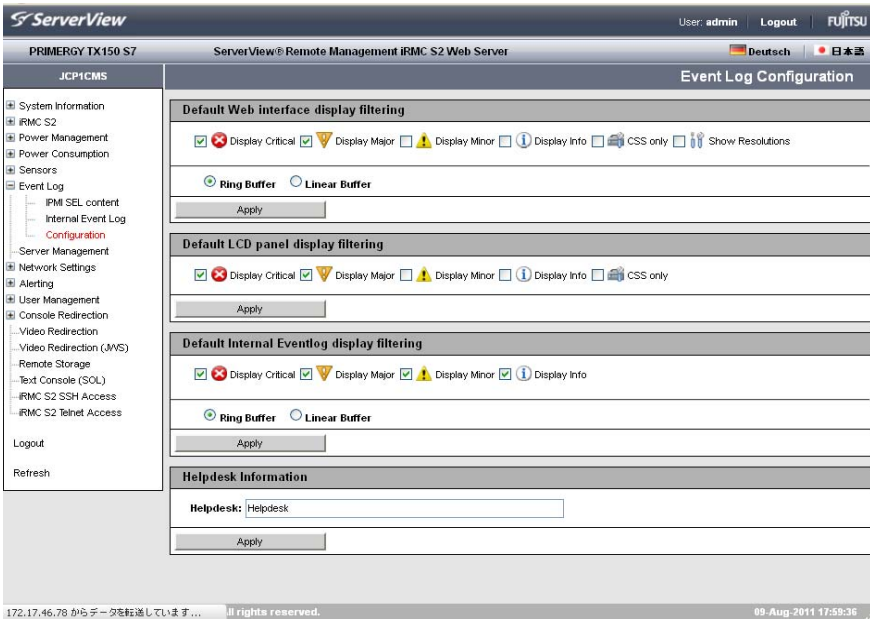 ServerView
User: admin Logout FUJITSU
PRIMERGY TX150 S7 ServerView® Remote Management iRMC S2 Web Server Deutsch 日本語
JCP1CMS Event Log Configuration
System Information
iRMC S2
Power Management
Power Consumption
Sensors
Event Log
IPMI SEL content
Internal Event Log
Configuration
Server Management
Network Settings
Alerting
User Management
Console Redirection
Video Redirection
Video Redirection (JWS)
Remote Storage
Text Console (SOL)
iRMC S2 SSH Access
iRMC S2 Telnet Access
Logout
Refresh
Default Web interface display filtering
Display Critical Display Major Display Minor Display Info CSS only Show Resolutions
Ring Buffer Linear Buffer
Apply
Default LCD panel display filtering
Display Critical Display Major Display Minor Display Info CSS only
Apply
Default Internal Eventlog display filtering
Display Critical Display Major Display Minor Display Info
Ring Buffer Linear Buffer
Apply
Helpdesk Information
Helpdesk: Helpdesk
Apply
172.17.46.78 からデータを転送しています... ll rights reserved. 09-Aug-2011 17:59:36